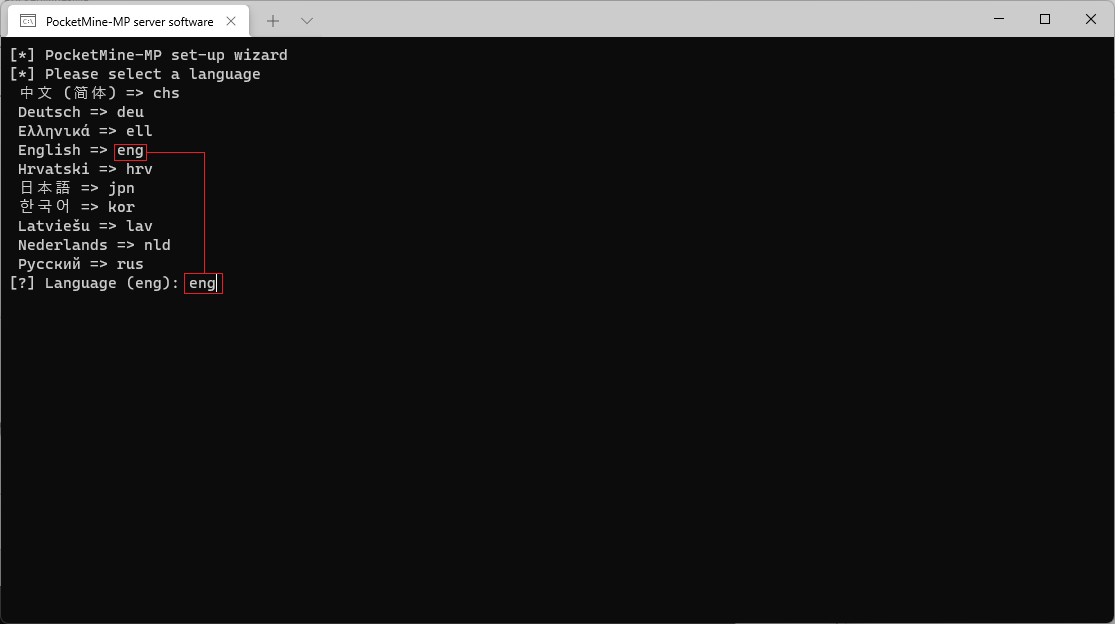 PocketMine-MP server software
[*] PocketMine-MP set-up wizard
[*] Please select a language
中文 (简体) => chs
Deutsch => deu
Ελληνικά => ell
English => eng
Hrvatski => hrv
日本語 => jpn
한국어 => kor
Latviešu => lav
Nederlands => nld
Русский => rus
[?] Language (eng): eng